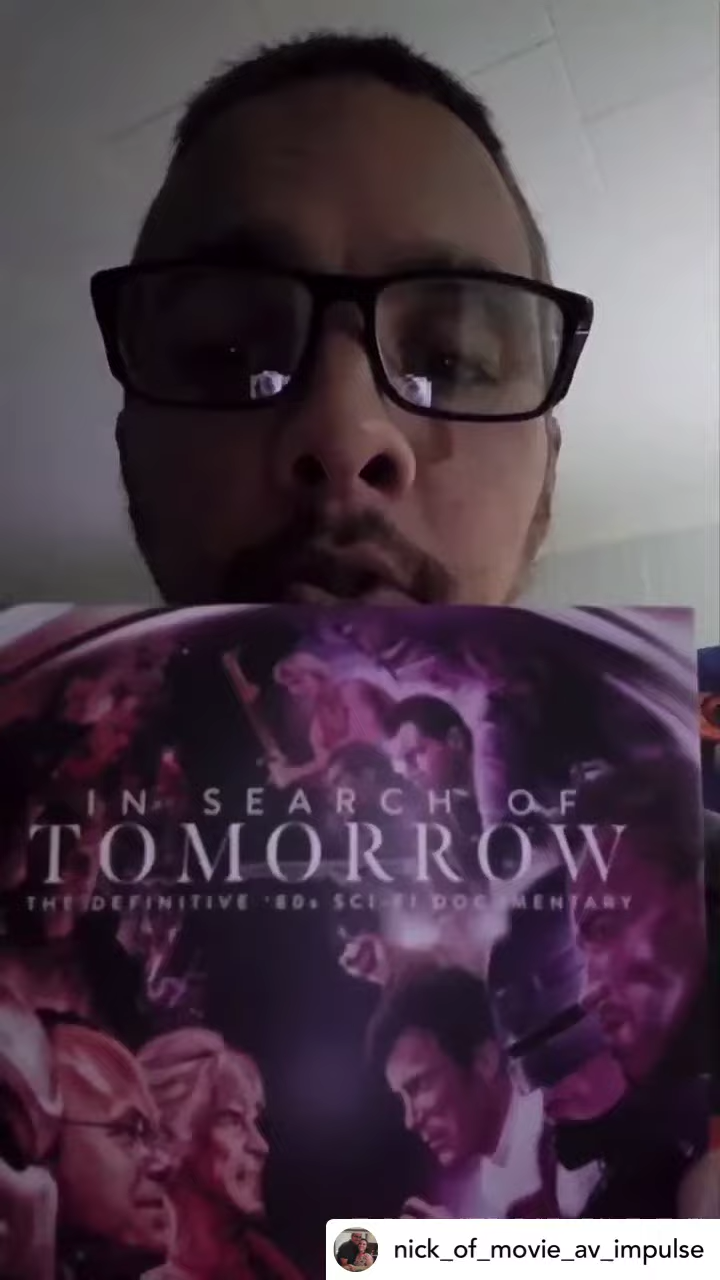 IN SEARCH OF
TOMORROW
THE DEFINITIVE '80s SCI-FI DOCUMENTARY
nick_of_movie_av_impulse